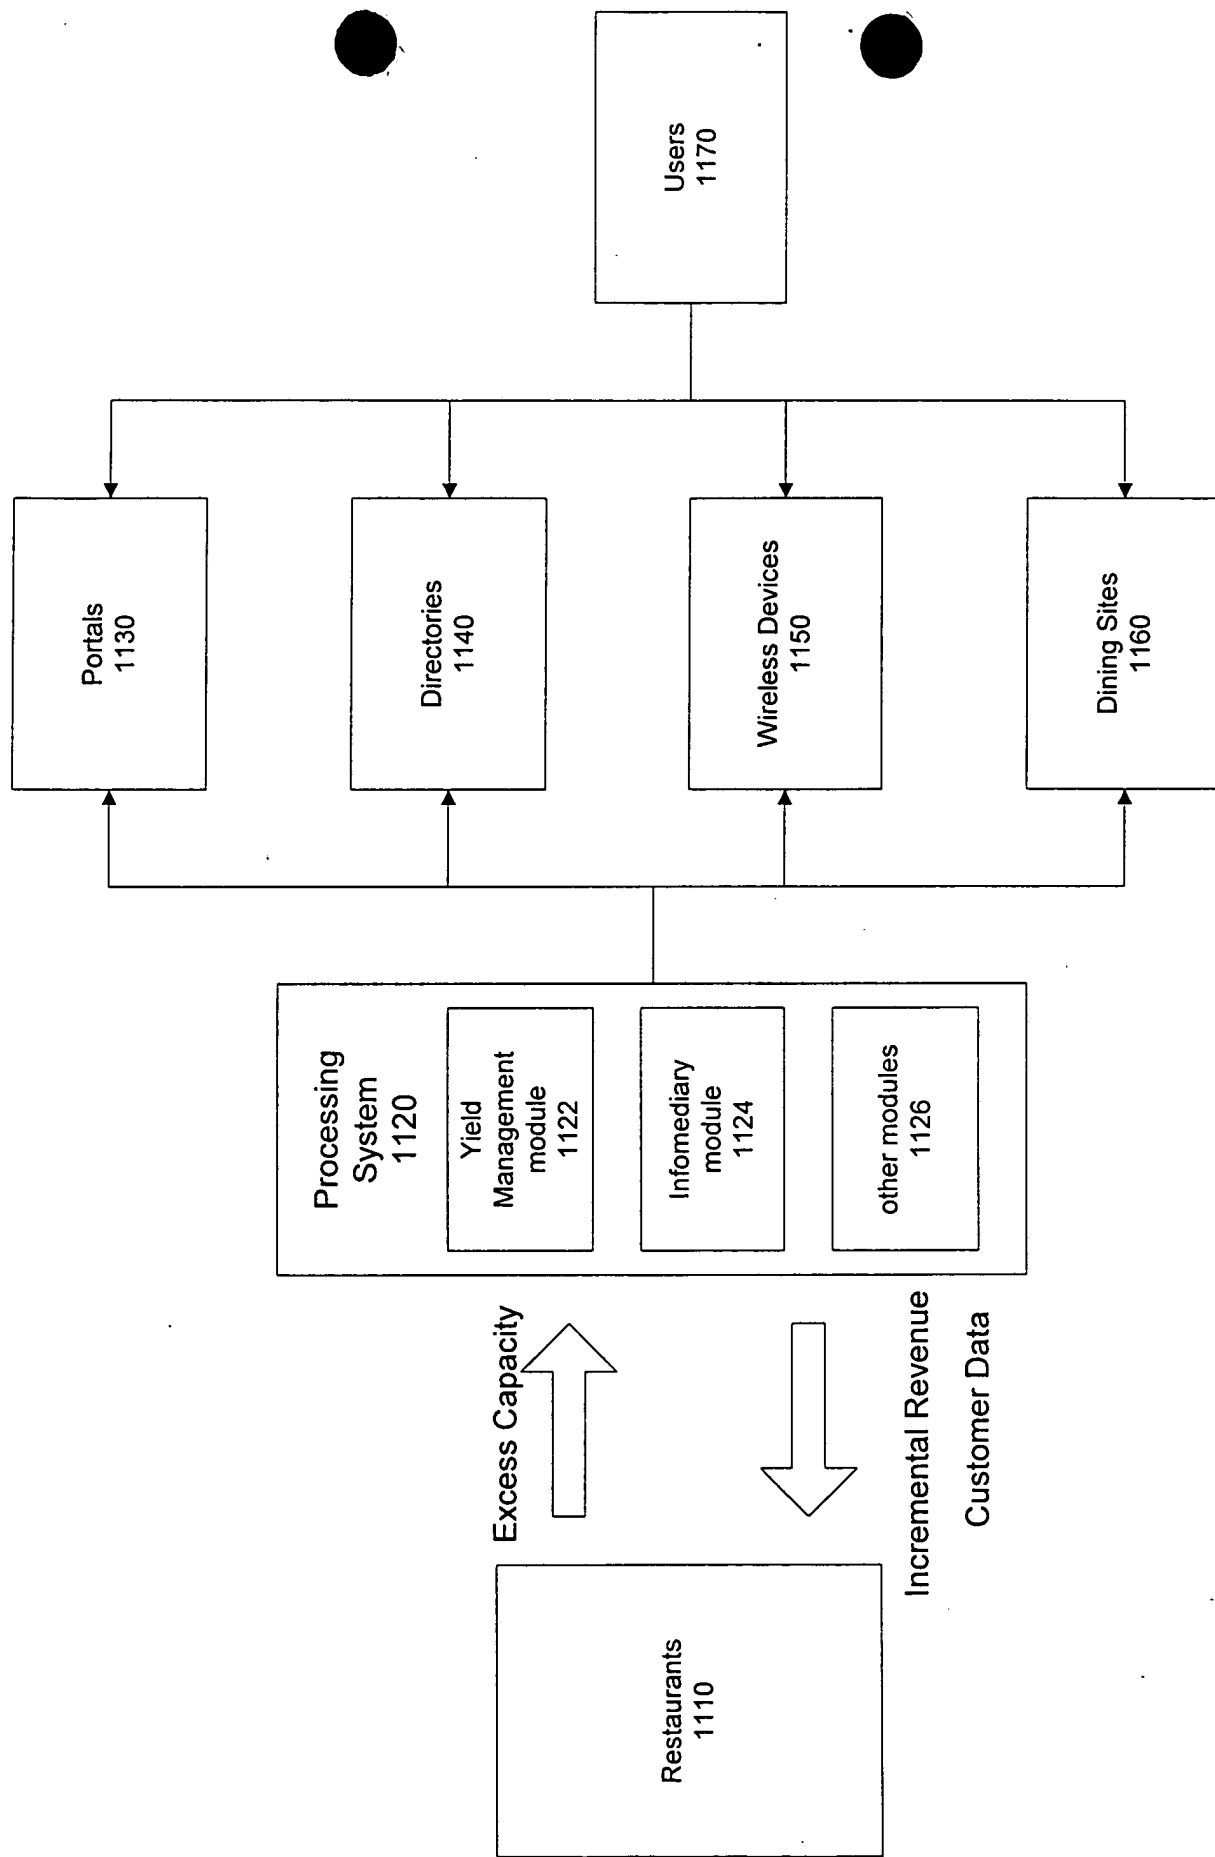 Restaurants
1110
Excess Capacity
Incremental Revenue
Customer Data
Processing
System
1120
Yield
Management
module
1122
Infomediary
module
1124
other modules
1126
Portals
1130
Directories
1140
Wireless Devices
1150
Dining Sites
1160
Users
1170